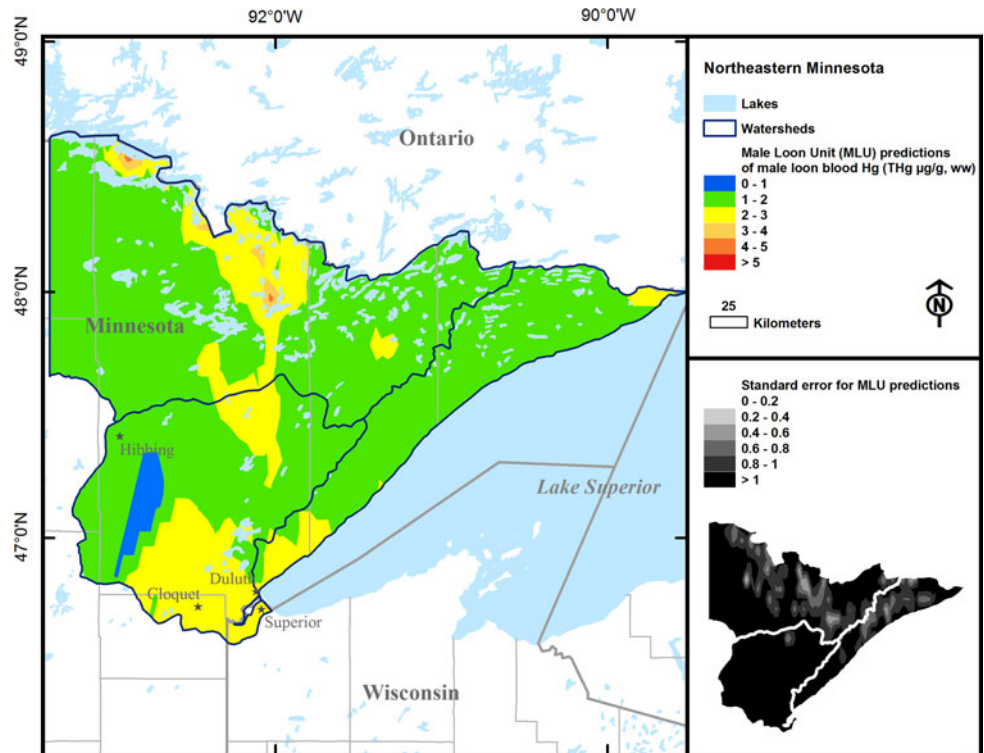 92°0'W
90°0'W
49°0'N
48°0'N
47°0'N
Ontario
Minnesota
Hibbing
Lake Superior
Duluth
Cloquet
Superior
Wisconsin
Northeastern Minnesota
Lakes
Watersheds
Male Loon Unit (MLU) predictions
of male loon blood Hg (THg µg/g, ww)
0 - 1
1 - 2
2 - 3
3 - 4
4 - 5
> 5
25
Kilometers
N
Standard error for MLU predictions
0 - 0.2
0.2 - 0.4
0.4 - 0.6
0.6 - 0.8
0.8 - 1
> 1